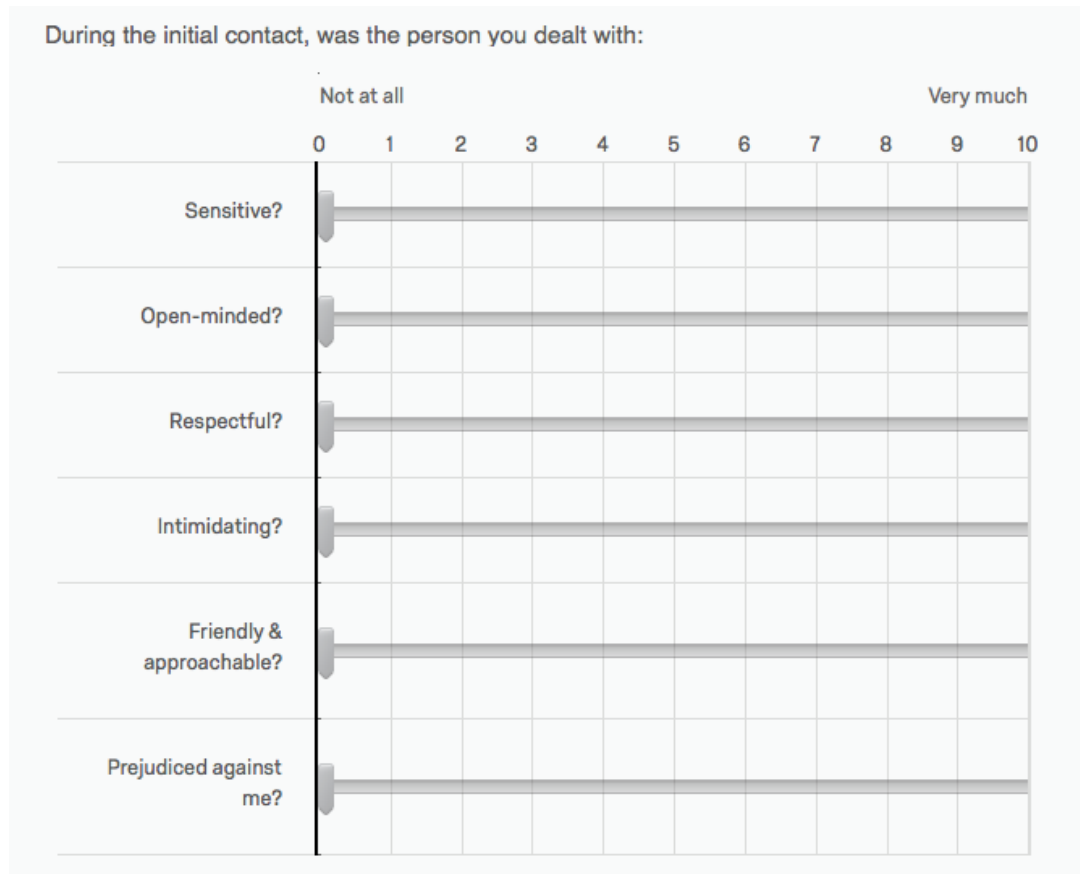 During the initial contact, was the person you dealt with:
Not at all Very much
0 1 2 3 4 5 6 7 8 9 10
Sensitive?
Open-minded?
Respectful?
Intimidating?
Friendly &
approachable?
Prejudiced against
me?